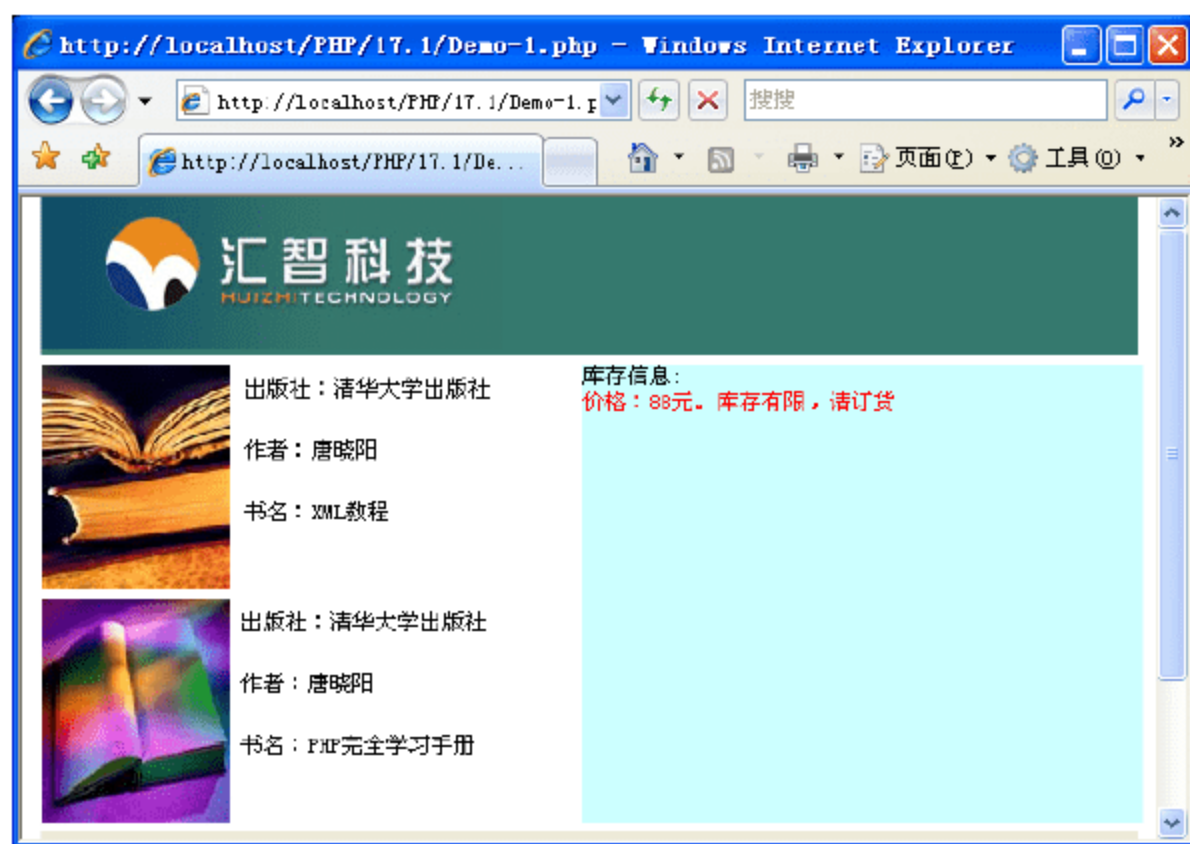 http://localhost/PHP/17.1/Demo-1.php - Windows Internet Explorer
http://localhost/PHP/17.1/Demo-1.p
搜搜
http://localhost/PHP/17.1/De...
页面(P)
工具(O)
»
汇智科技
HUIZHITECHNOLOGY
出版社：清华大学出版社
作者：唐晓阳
书名：XML教程
库存信息：
价格：88元。库存有限，请订货
出版社：清华大学出版社
作者：唐晓阳
书名：PHP完全学习手册